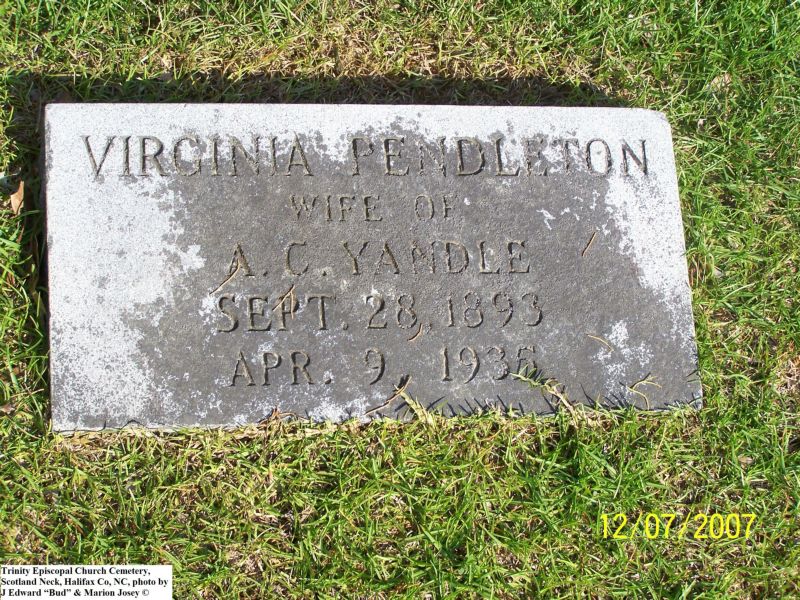 VIRGINIA PENDLETON
WIFE OF
A. C. YANDLE
SEPT. 28, 1893
APR. 9, 1935
12/07/2007
Trinity Episcopal Church Cemetery,
Scotland Neck, Halifax Co, NC, photo by
J Edward “Bud” & Marion Josey ©